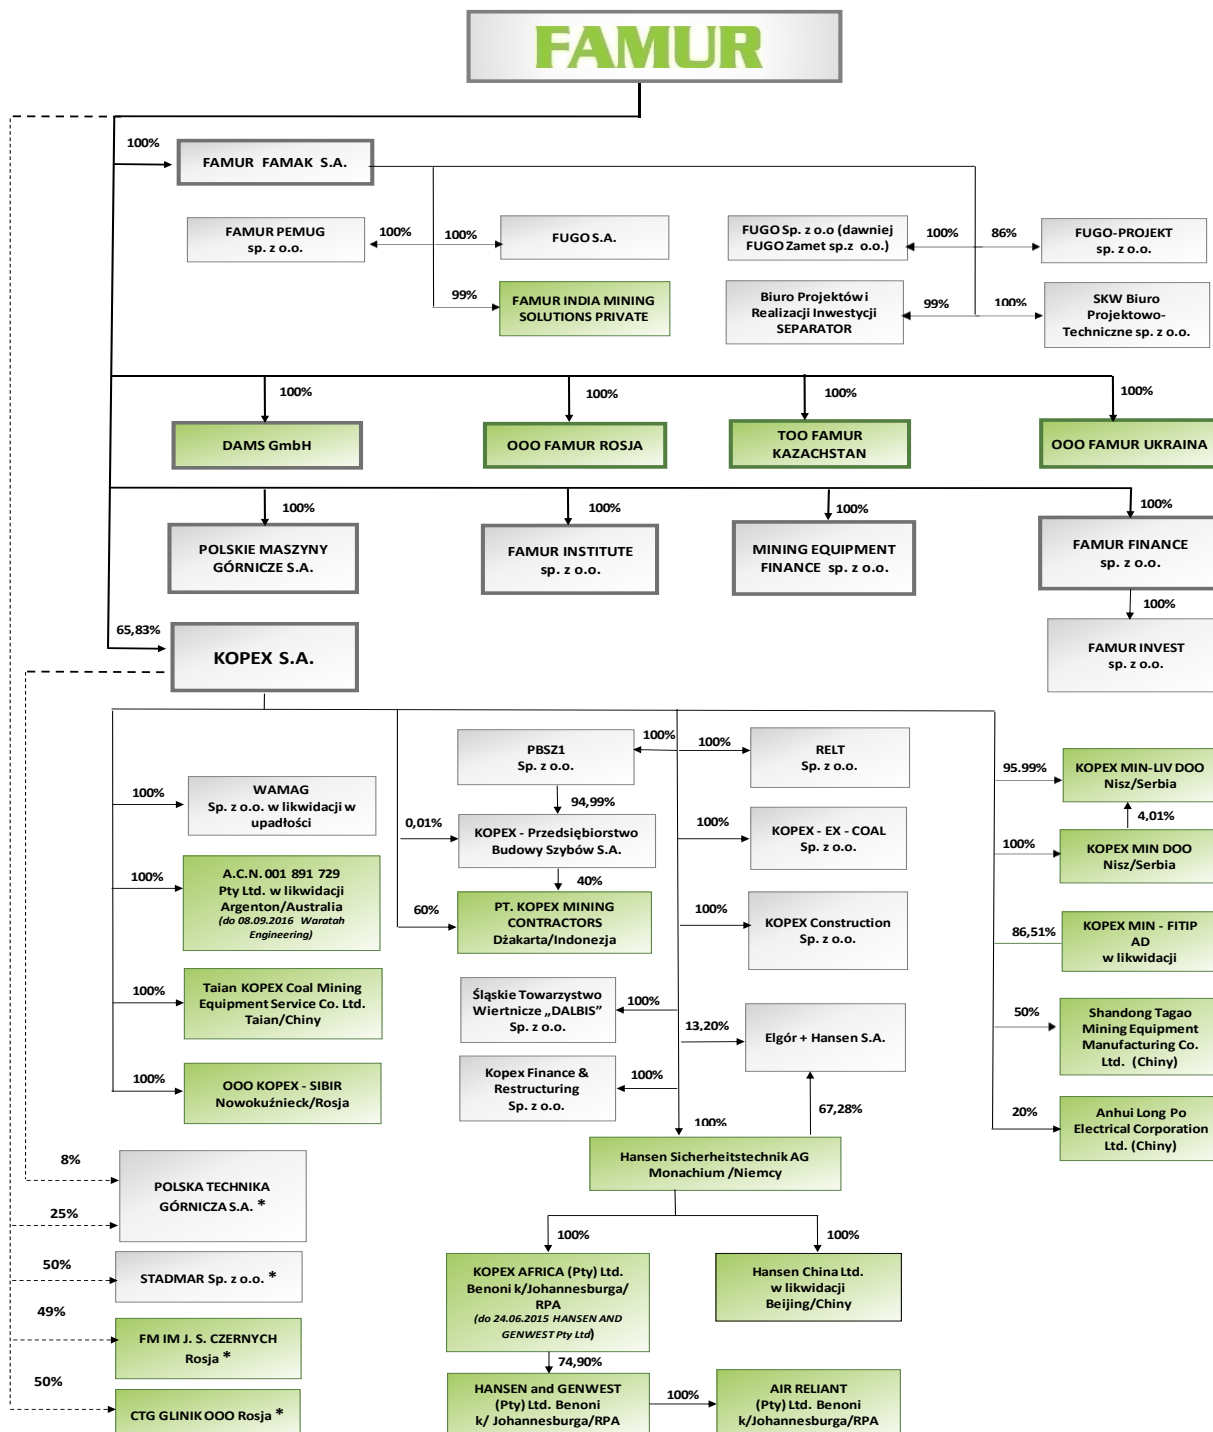 FAMUR
100%
FAMUR FAMAK S.A.
FAMUR PEMUG
sp. z o.o.
100%
100%
FUGO S.A.
FUGO Sp. z o.o (dawniej
FUGO Zamet sp.z o.o.)
100%
86%
FUGO-PROJEKT
sp. z o.o.
99%
FAMUR INDIA MINING
SOLUTIONS PRIVATE
Biuro Projektów i
Realizacji Inwestycji
SEPARATOR
99%
100%
SKW Biuro
Projektowo-
Techniczne sp. z o.o.
100%
100%
100%
100%
DAMS GmbH
OOO FAMUR ROSJA
TOO FAMUR
KAZACHSTAN
OOO FAMUR UKRAINA
100%
100%
100%
100%
POLSKIE MASZYNY
GÓRNICZE S.A.
FAMUR INSTITUTE
sp. z o.o.
MINING EQUIPMENT
FINANCE sp. z o.o.
FAMUR FINANCE
sp. z o.o.
100%
FAMUR INVEST
sp. z o.o.
65,83%
KOPEX S.A.
PBSZ1
Sp. z o.o.
100%
100%
RELT
Sp. z o.o.
95.99%
KOPEX MIN-LIV DOO
Nisz/Serbia
100%
WAMAG
Sp. z o.o. w likwidacji w
upadłości
94,99%
4,01%
0,01%
KOPEX - Przedsiębiorstwo
Budowy Szybów S.A.
100%
KOPEX - EX - COAL
Sp. z o.o.
100%
KOPEX MIN DOO
Nisz/Serbia
100%
A.C.N. 001 891 729
Pty Ltd. w likwidacji
Argenton/Australia
(do 08.09.2016 Waratah
Engineering)
40%
60%
PT. KOPEX MINING
CONTRACTORS
Dżakarta/Indonezja
100%
KOPEX Construction
Sp. z o.o.
86,51%
KOPEX MIN - FITIP
AD
w likwidacji
100%
Taian KOPEX Coal Mining
Equipment Service Co. Ltd.
Taian/Chiny
Śląskie Towarzystwo
Wiertnicze „DALBIS”
Sp. z o.o.
100%
13,20%
Elgór + Hansen S.A.
50%
Shandong Tagao
Mining Equipment
Manufacturing Co.
Ltd. (Chiny)
100%
OOO KOPEX - SIBIR
Nowokuźnieck/Rosja
Kopex Finance &
Restructuring
Sp. z o.o.
100%
67,28%
20%
Anhui Long Po
Electrical Corporation
Ltd. (Chiny)
100%
Hansen Sicherheitstechnik AG
Monachium /Niemcy
8%
25%
POLSKA TECHNIKA
GÓRNICZA S.A. *
100%
100%
50%
STADMAR Sp. z o.o. *
KOPEX AFRICA (Pty) Ltd.
Benoni k/Johannesburga/
RPA
(do 24.06.2015 HANSEN AND
GENWEST Pty Ltd)
Hansen China Ltd.
w likwidacji
Beijing/Chiny
49%
FM IM J. S. CZERNYCH
Rosja *
74,90%
50%
CTG GLINIK OOO Rosja *
HANSEN and GENWEST
(Pty) Ltd. Benoni
k/ Johannesburga/RPA
100%
AIR RELIANT
(Pty) Ltd. Benoni
k/Johannesburga/RPA